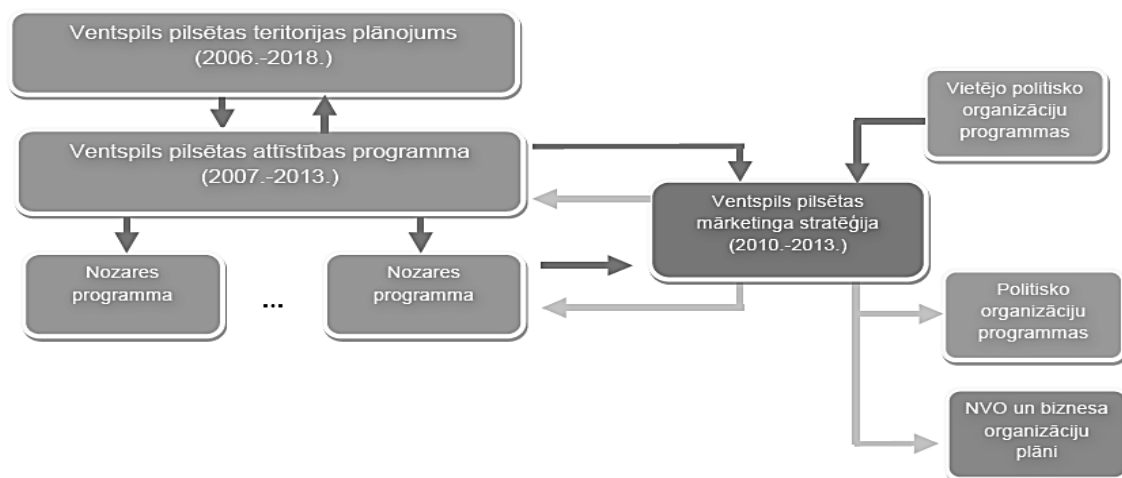 Ventspils pilsētas teritorijas plānojums
(2006.-2018.)
Vietējo politisko
organizāciju
programmas
Ventspils pilsētas attīstības programma
(2007.-2013.)
Ventspils pilsētas
mārketinga stratēģija
(2010.-2013.)
Nozares
programma
...
Nozares
programma
Politisko
organizāciju
programmas
NVO un biznesa
organizāciju
plāni